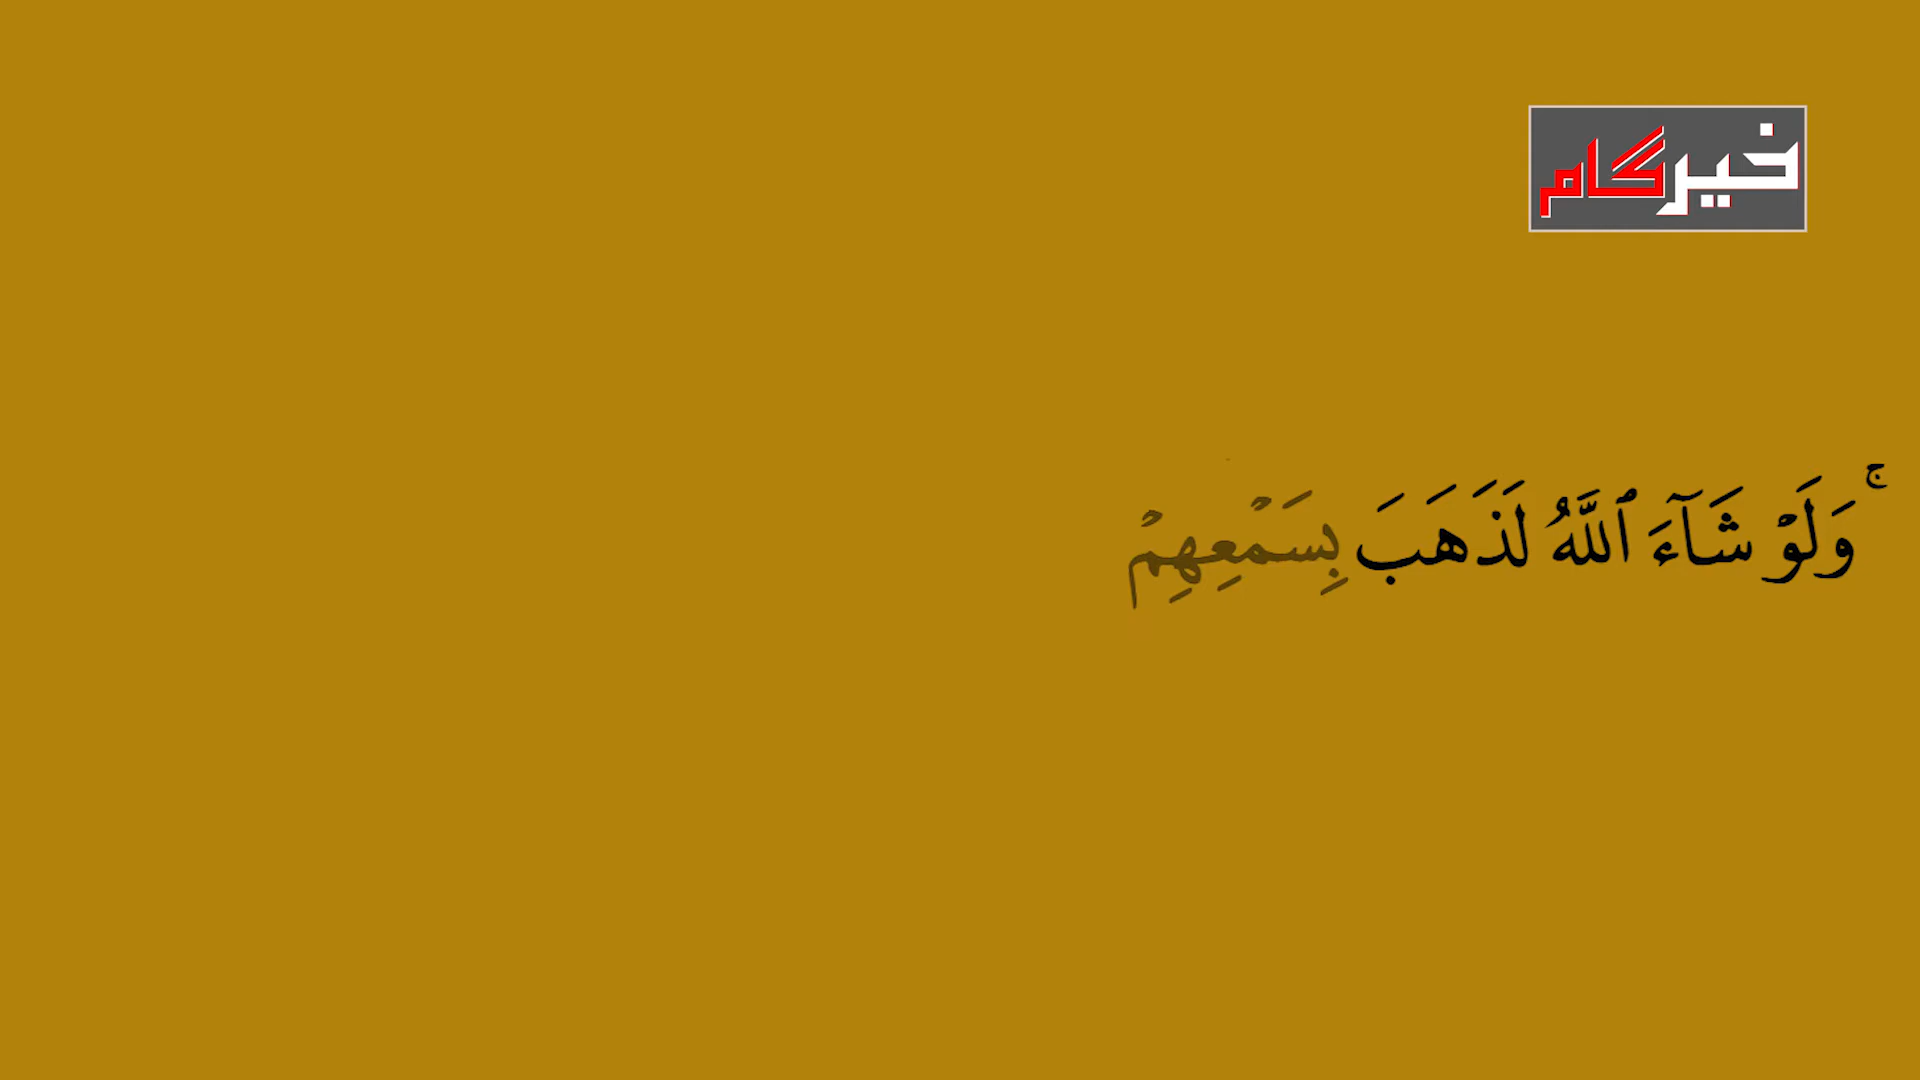 خیرگام
ۚ وَلَوْ شَآءَ ٱللَّهُ لَذَهَبَ بِسَمْعِهِمْ